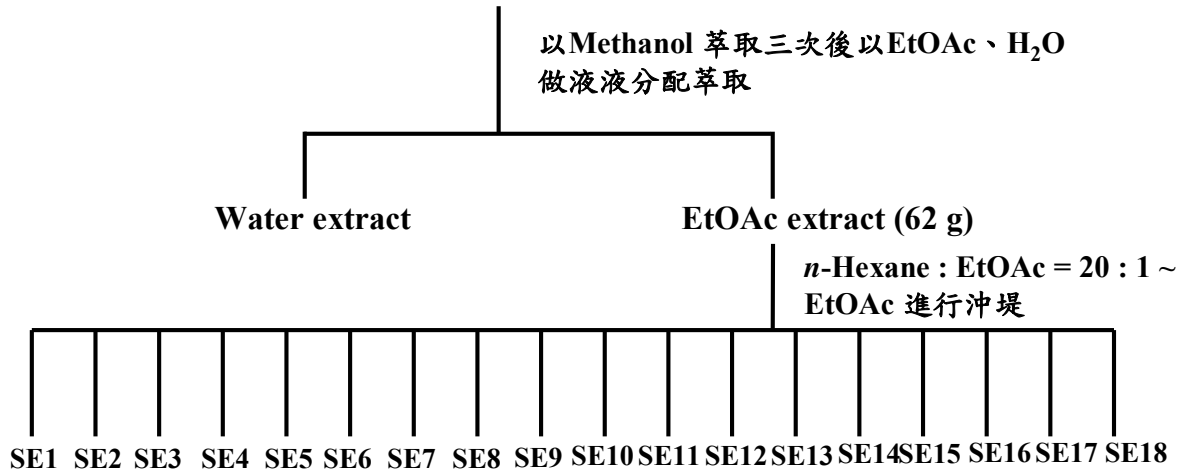 以Methanol 萃取三次後以EtOAc、H₂O
做液液分配萃取
Water extract
EtOAc extract (62 g)
n-Hexane : EtOAc = 20 : 1 ~
EtOAc 進行沖堤
SE1 SE2 SE3 SE4 SE5 SE6 SE7 SE8 SE9 SE10 SE11 SE12 SE13 SE14 SE15 SE16 SE17 SE18